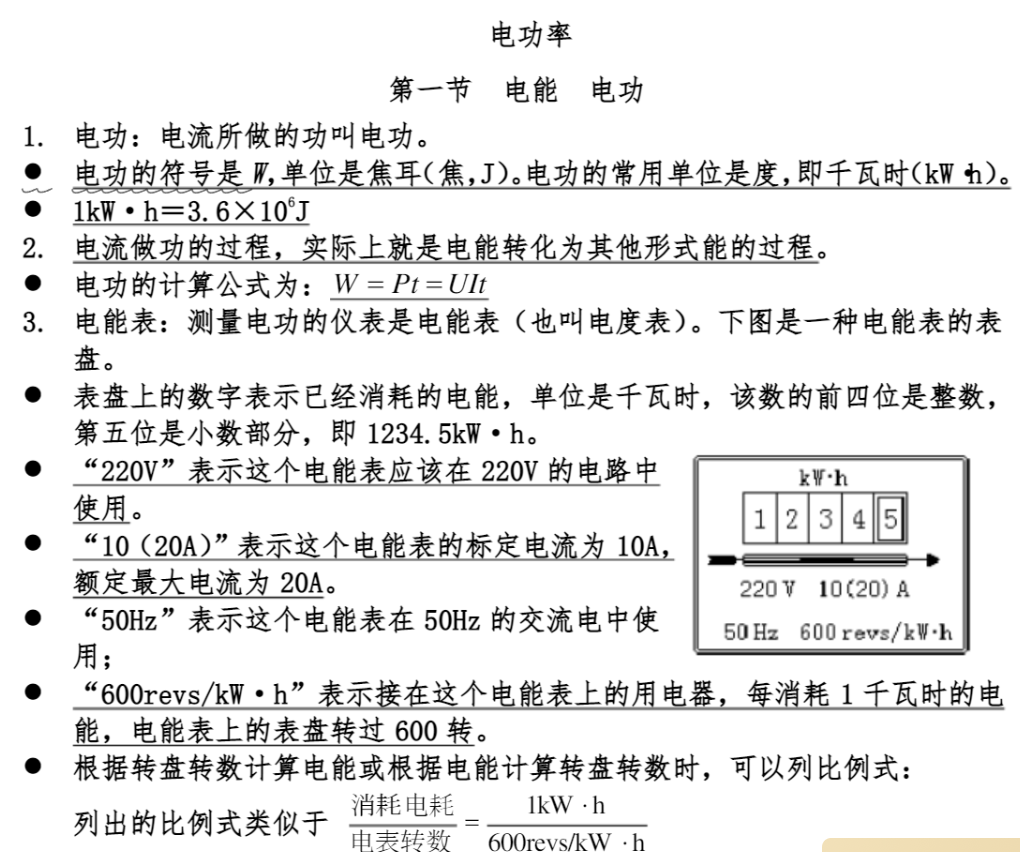 电功率
第一节 电能 电功
1. 电功：电流所做的功叫电功。
● 电功的符号是 W,单位是焦耳(焦,J)。电功的常用单位是度,即千瓦时(kW·h)。
● 1kW·h＝3.6×10⁶J
2. 电流做功的过程，实际上就是电能转化为其他形式能的过程。
● 电功的计算公式为：W = Pt = UIt
3. 电能表：测量电功的仪表是电能表（也叫电度表）。下图是一种电能表的表
盘。
● 表盘上的数字表示已经消耗的电能，单位是千瓦时，该数的前四位是整数，
第五位是小数部分，即 1234.5kW·h。
● “220V”表示这个电能表应该在 220V 的电路中
使用。
● “10（20A）”表示这个电能表的标定电流为 10A，
额定最大电流为 20A。
● “50Hz”表示这个电能表在 50Hz 的交流电中使
用；
kW·h
1 2 3 4 5
220 V 10(20) A
50 Hz 600 revs/kW·h
● “600revs/kW·h”表示接在这个电能表上的用电器，每消耗 1 千瓦时的电
能，电能表上的表盘转过 600 转。
● 根据转盘转数计算电能或根据电能计算转盘转数时，可以列比例式：
列出的比例式类似于 消耗电耗/电表转数 = 1kW·h/600revs/kW·h